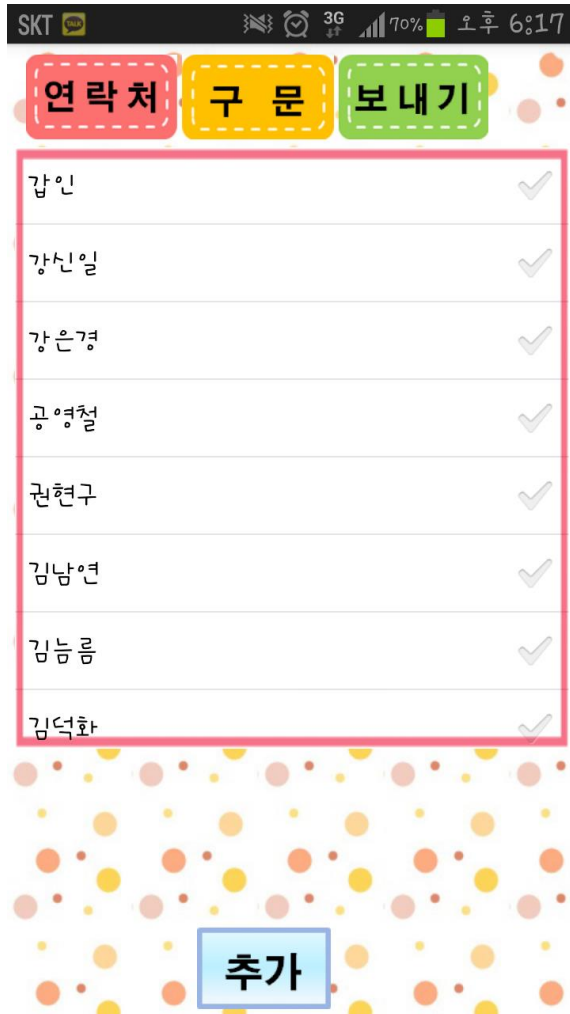 SKT TALK 3G 70% 오후 6:17
연락처 구문 보내기
갑인
강신일
강은경
공영철
권현구
김남연
김늠름
김덕화
추가